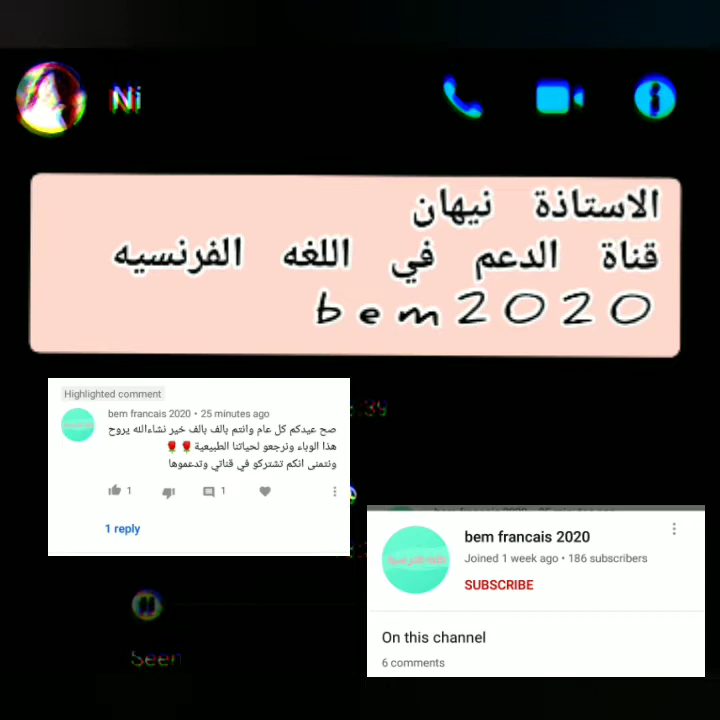 Ni
الاستاذة نيهان
قناة الدعم في اللغه الفرنسيه
bem2020
Highlighted comment
bem francais 2020 • 25 minutes ago
صح عيدكم كل عام وانتم بالف بالف خير نشاءالله يروح
هذا الوباء ونرجعو لحياتنا الطبيعية🌹🌹
ونتمنى انكم تشتركو في قناتي وتدعموها
1 1
1 reply
bem francais 2020
Joined 1 week ago • 186 subscribers
SUBSCRIBE
On this channel
6 comments
Seen